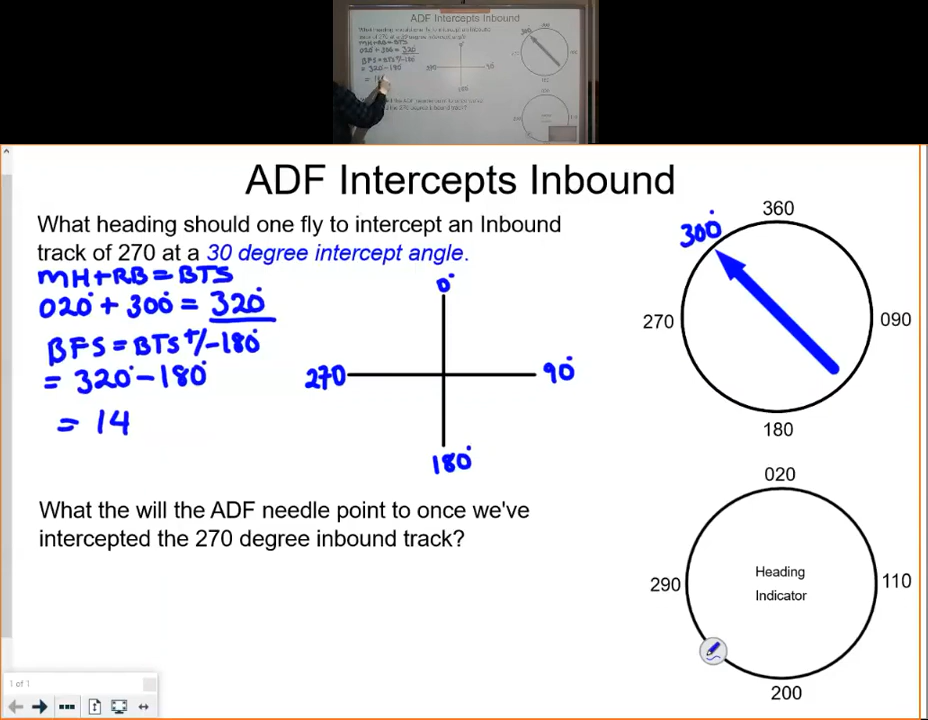 ADF Intercepts Inbound
ADF Intercepts Inbound
What heading should one fly to intercept an Inbound
track of 270 at a 30 degree intercept angle.
MH+RB=BTS
020° + 300° = 320°
BFS = BTS +/- 180°
= 320° - 180°
= 14
0°
270
90°
180°
What the will the ADF needle point to once we've
intercepted the 270 degree inbound track?
300°
360
270
090
180
020
290
Heading
Indicator
110
200
1 of 1